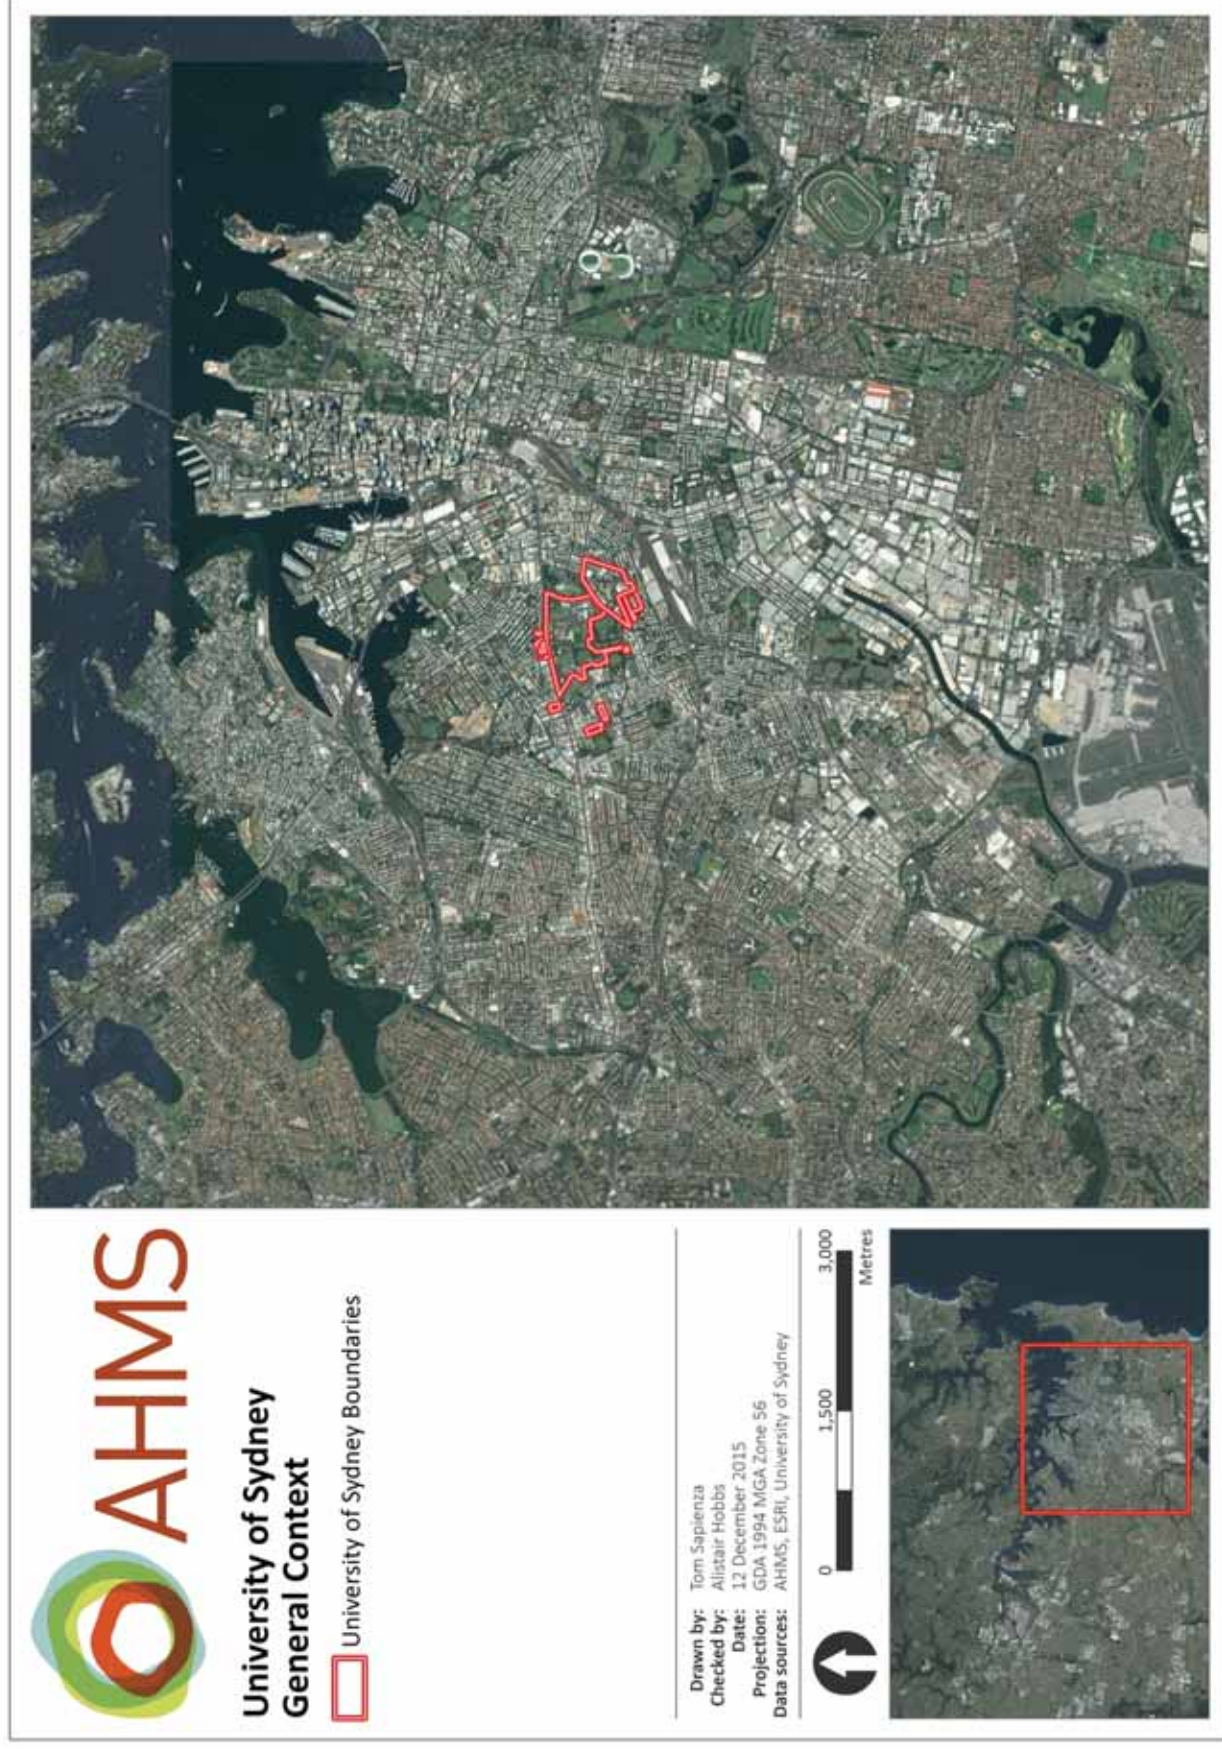 AHMS
University of Sydney
General Context
University of Sydney Boundaries
Drawn by: Tom Sapienza
Checked by: Alistair Hobbs
Date: 12 December 2015
Projection: GDA 1994 MGA Zone 56
Data sources: AHMS, ESRI, University of Sydney
0 1,500 3,000
Metres